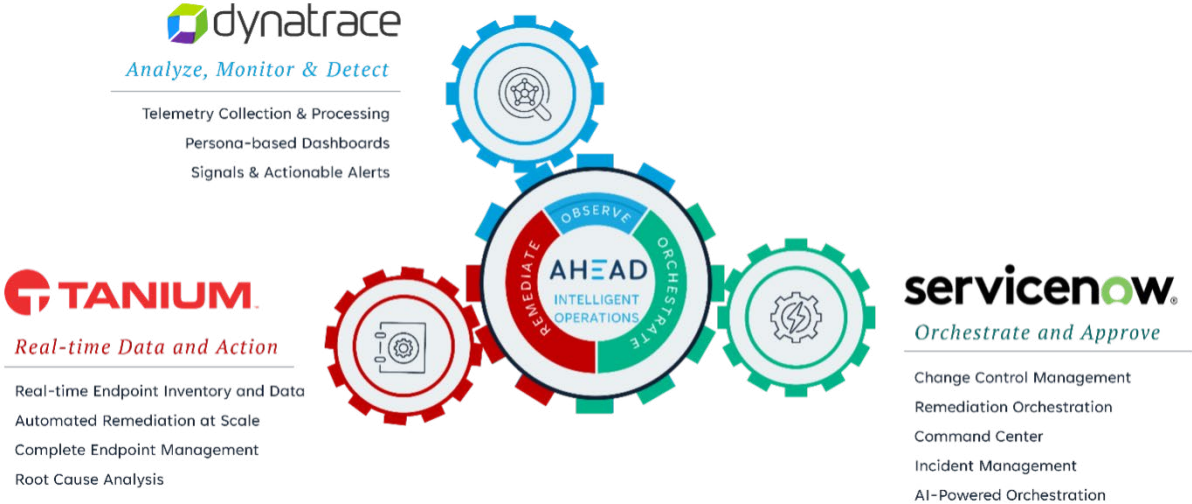 dynatrace
Analyze, Monitor & Detect
Telemetry Collection & Processing
Persona-based Dashboards
Signals & Actionable Alerts
OBSERVE
REMEDIATE
ORCHESTRATE
AHEAD
INTELLIGENT
OPERATIONS
TANIUM.
Real-time Data and Action
Real-time Endpoint Inventory and Data
Automated Remediation at Scale
Complete Endpoint Management
Root Cause Analysis
servicenow®
Orchestrate and Approve
Change Control Management
Remediation Orchestration
Command Center
Incident Management
AI-Powered Orchestration